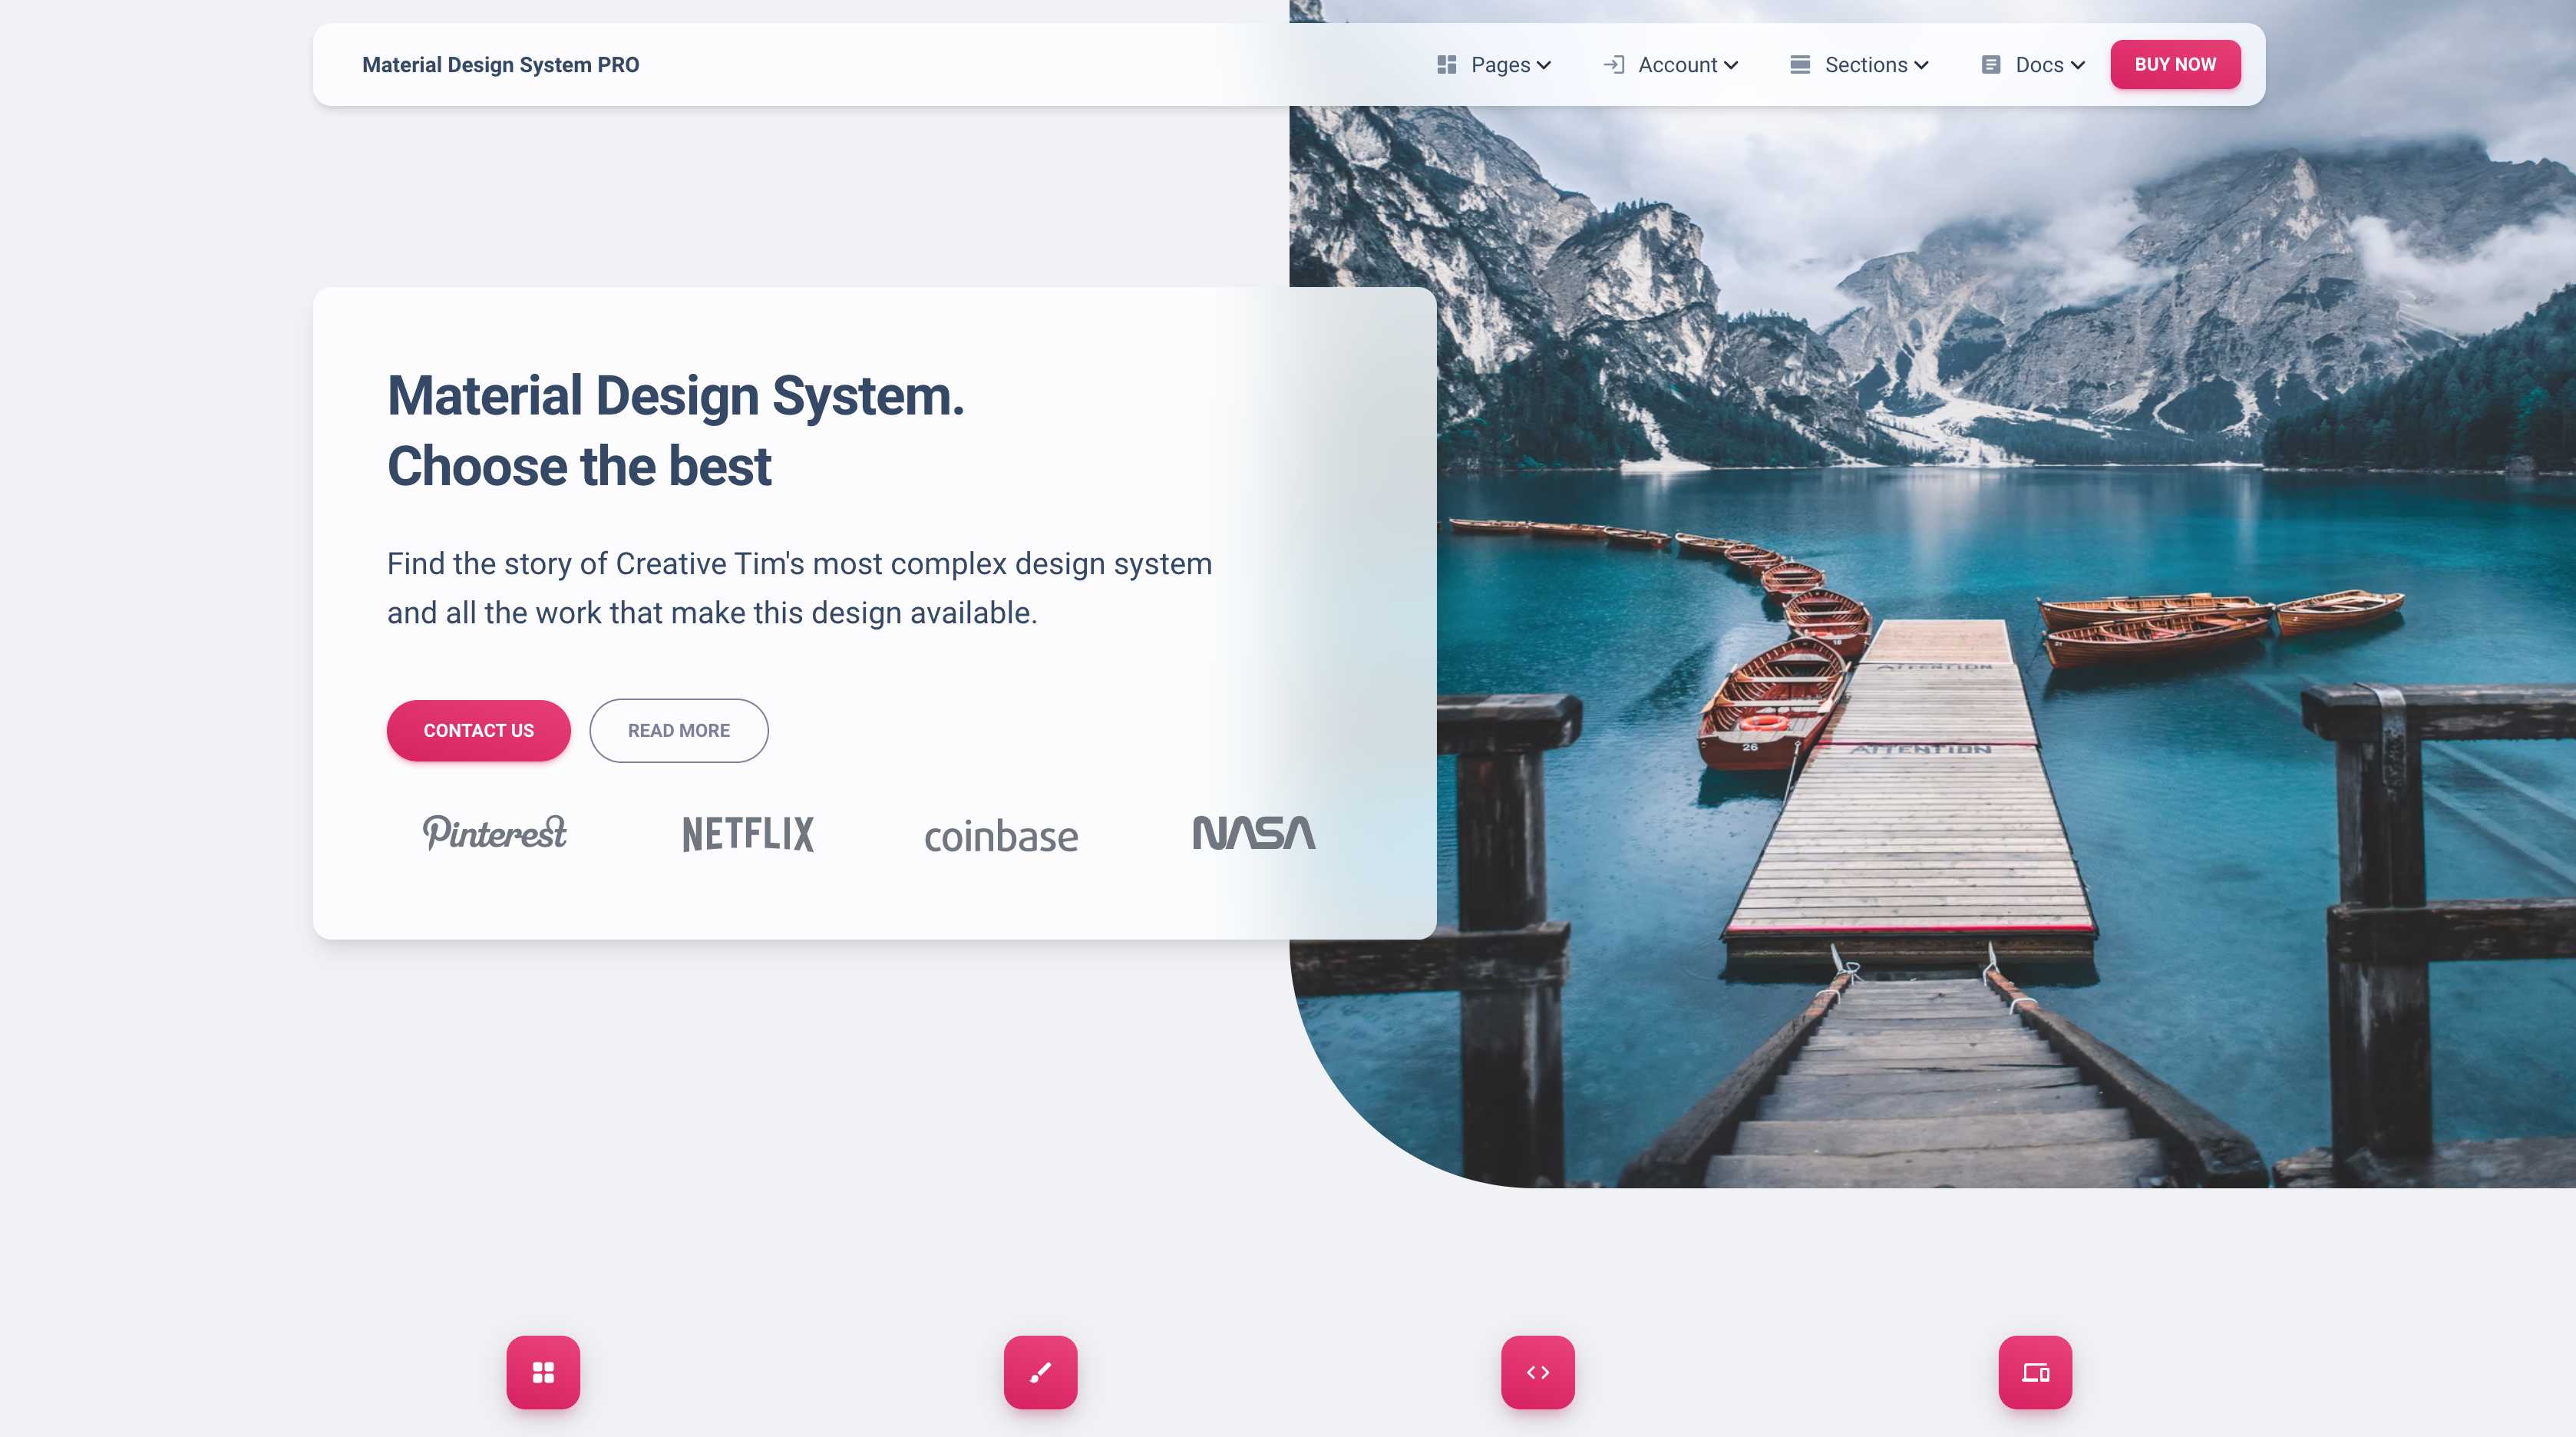 Material Design System PRO
Pages
Account
Sections
Docs
BUY NOW
Material Design System.
Choose the best
Find the story of Creative Tim's most complex design system
and all the work that make this design available.
CONTACT US
READ MORE
Pinterest
NETFLIX
coinbase
NASA
ATTENTION
ATTENTION
26